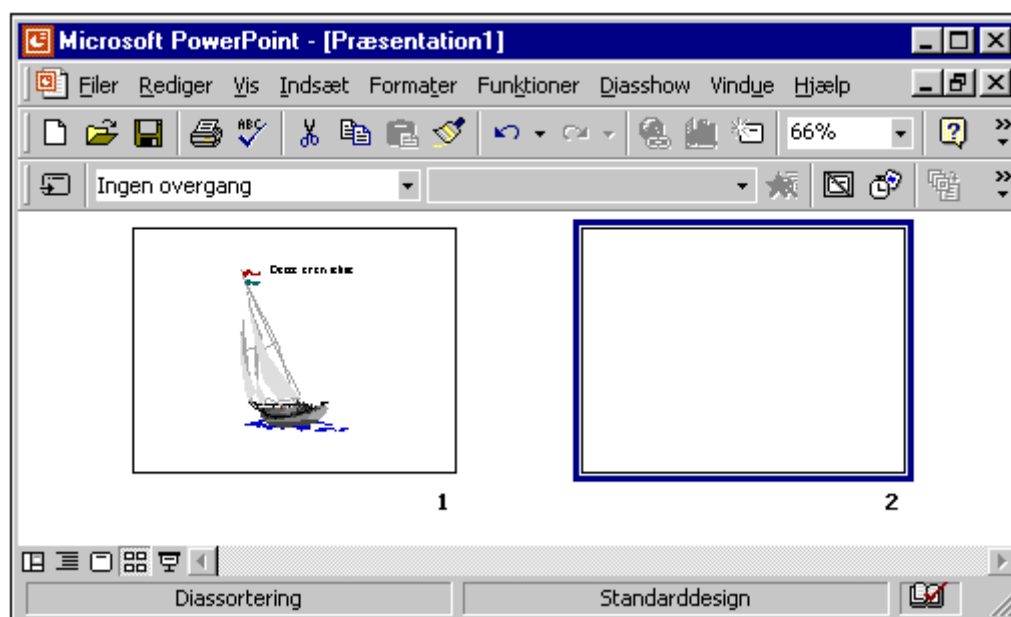 Microsoft PowerPoint - [Præsentation1]
Filer Rediger Vis Indsæt Formater Funktioner Diasshow Vindue Hjælp
ABC 66%
Ingen overgang
1 2
Diassortering Standarddesign